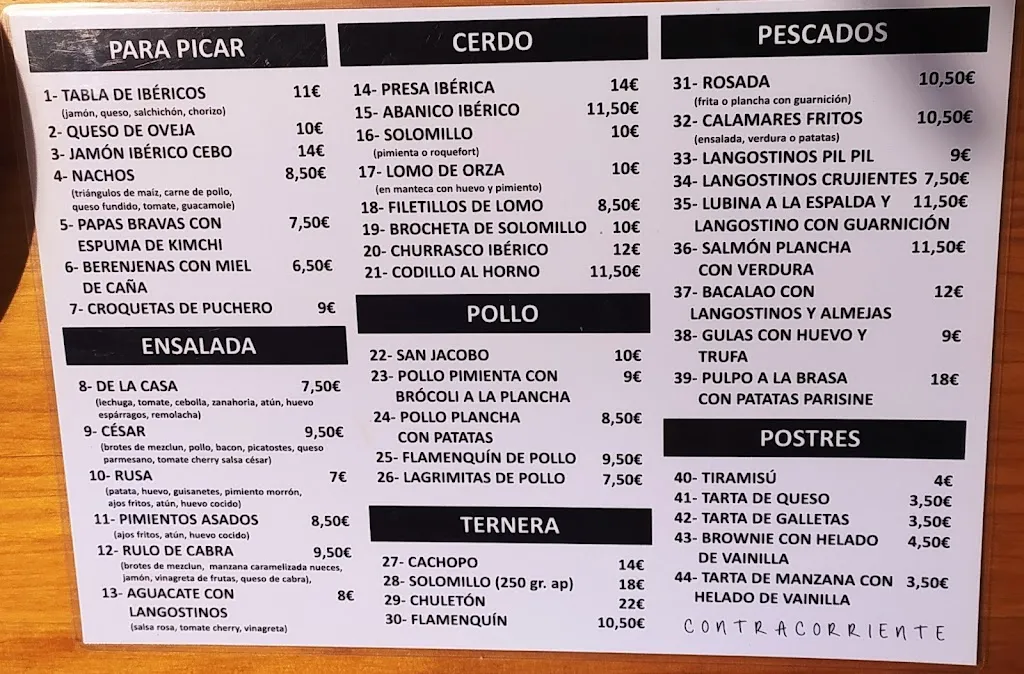 PARA PICAR
1- TABLA DE IBÉRICOS 11€
(jamón, queso, salchichón, chorizo)
2- QUESO DE OVEJA 10€
3- JAMÓN IBÉRICO CEBO 14€
4- NACHOS 8,50€
(triángulos de maíz, carne de pollo,
queso fundido, tomate, guacamole)
5- PAPAS BRAVAS CON 7,50€
ESPUMA DE KIMCHI
6- BERENJENAS CON MIEL 6,50€
DE CAÑA
7- CROQUETAS DE PUCHERO 9€
ENSALADA
8- DE LA CASA 7,50€
(lechuga, tomate, cebolla, zanahoria, atún, huevo
espárragos, remolacha)
9- CÉSAR 9,50€
(brotes de mezclun, pollo, bacon, picatostes, queso
parmesano, tomate cherry salsa césar)
10- RUSA 7€
(patata, huevo, guisanetes, pimiento morrón,
ajos fritos, atún, huevo cocido)
11- PIMIENTOS ASADOS 8,50€
(ajos fritos, atún, huevo cocido)
12- RULO DE CABRA 9,50€
(brotes de mezclun, manzana caramelizada nueces,
jamón, vinagreta de frutas, queso de cabra),
13- AGUACATE CON 8€
LANGOSTINOS
(salsa rosa, tomate cherry, vinagreta)
CERDO
14- PRESA IBÉRICA 14€
15- ABANICO IBÉRICO 11,50€
16- SOLOMILLO 10€
(pimienta o roquefort)
17- LOMO DE ORZA 10€
(en manteca con huevo y pimiento)
18- FILETILLOS DE LOMO 8,50€
19- BROCHETA DE SOLOMILLO . 10€
20- CHURRASCO IBÉRICO 12€
21- CODILLO AL HORNO 11,50€
POLLO
22- SAN JACOBO 10€
23- POLLO PIMIENTA CON 9€
BRÓCOLI A LA PLANCHA
24- POLLO PLANCHA 8,50€
CON PATATAS
25- FLAMENQUÍN DE POLLO 9,50€
26- LAGRIMITAS DE POLLO 7,50€
TERNERA
27- CACHOPO 14€
28- SOLOMILLO (250 gr. ap) 18€
29- CHULETÓN 22€
30- FLAMENQUÍN 10,50€
PESCADOS
31- ROSADA 10,50€
(frita o plancha con guarnición)
32- CALAMARES FRITOS 10,50€
(ensalada, verdura o patatas)
33- LANGOSTINOS PIL PIL 9€
34- LANGOSTINOS CRUJIENTES 7,50€
35- LUBINA A LA ESPALDA Y 11,50€
LANGOSTINO CON GUARNICIÓN
36- SALMÓN PLANCHA 11,50€
CON VERDURA
37- BACALAO CON 12€
LANGOSTINOS Y ALMEJAS
38- GULAS CON HUEVO Y 9€
TRUFA
39- PULPO A LA BRASA 18€
CON PATATAS PARISINE
POSTRES
40- TIRAMISÚ 4€
41- TARTA DE QUESO 3,50€
42- TARTA DE GALLETAS 3,50€
43- BROWNIE CON HELADO 4,50€
DE VAINILLA
44- TARTA DE MANZANA CON 3,50€
HELADO DE VAINILLA
CONTRACORRIENTE